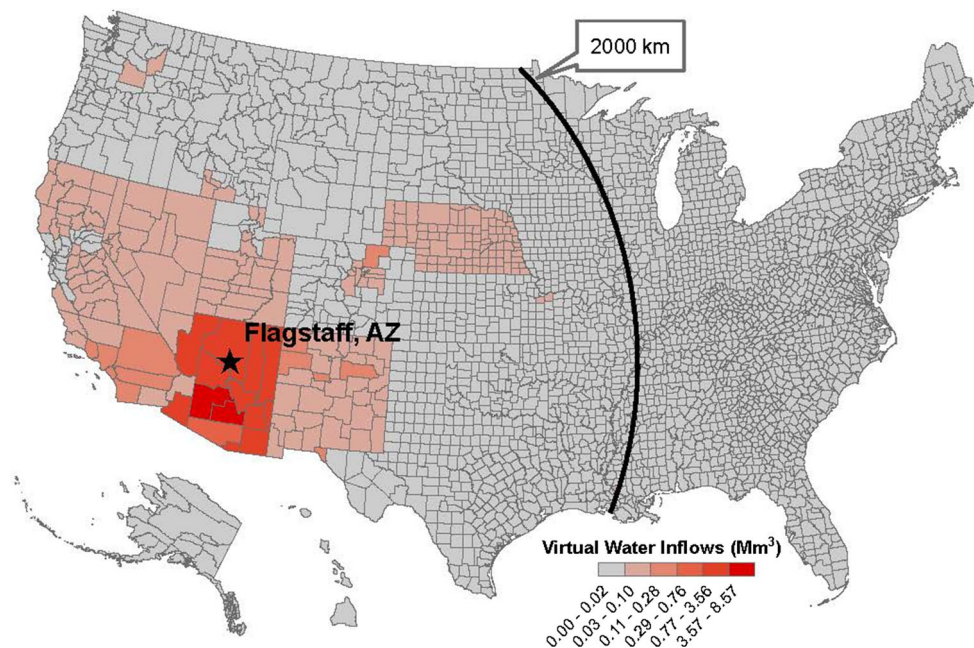 2000 km
Flagstaff, AZ
Virtual Water Inflows (Mm³)
0.00 - 0.02
0.03 - 0.10
0.11 - 0.28
0.29 - 0.76
0.77 - 3.56
3.57 - 8.57